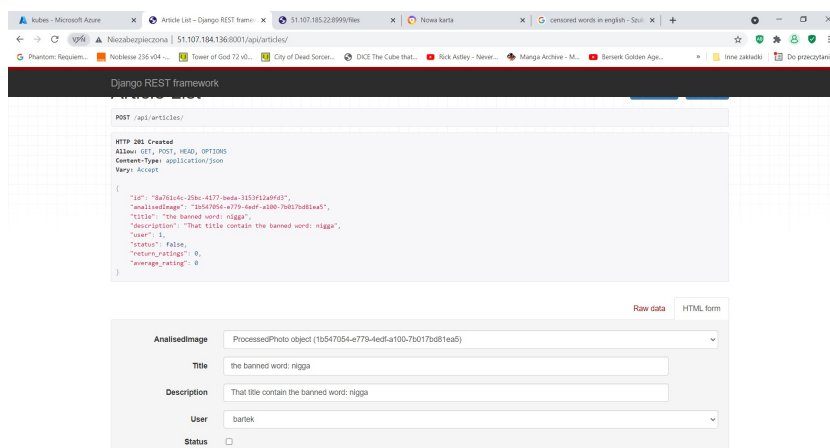 kubes - Microsoft Azure
Article List – Django REST frame
51.107.185.22:8999/files
Nowa karta
censored words in english - Szuk
VPN
Niezabezpieczona | 51.107.184.136:8001/api/articles/
Phantom: Requiem...
Noblesse 236 v04 -...
Tower of God 72 v0...
City of Dead Sorcer...
DICE The Cube that...
Rick Astley - Never...
Manga Archive - M...
Berserk Golden Age...
»
Inne zakładki
Do przeczytani
Django REST framework
Article List
POST /api/articles/
HTTP 201 Created
Allow: GET, POST, HEAD, OPTIONS
Content-Type: application/json
Vary: Accept
{
"id": "8a761c4c-25bc-4177-beda-3153f12a9fd3",
"analisedImage": "1b547054-e779-4edf-a100-7b017bd81ea5",
"title": "the banned word: nigga",
"description": "That title contain the banned word: nigga",
"user": 1,
"status": false,
"return_ratings": 0,
"average_rating": 0
}
Raw data
HTML form
AnalisedImage
ProcessedPhoto object (1b547054-e779-4edf-a100-7b017bd81ea5)
Title
the banned word: nigga
Description
That title contain the banned word: nigga
User
bartek
Status